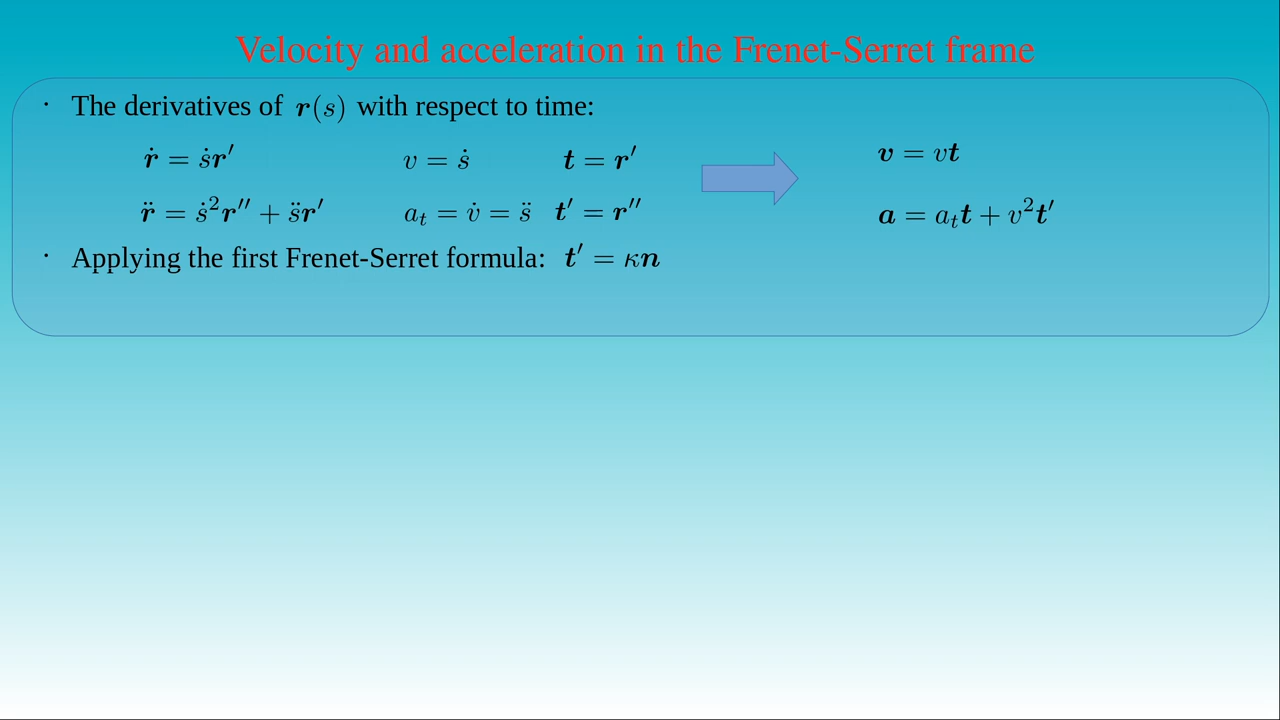 Velocity and acceleration in the Frenet-Serret frame
· The derivatives of 𝒓(s) with respect to time:
𝒓̇ = ṡ𝒓′ v = ṡ 𝒕 = 𝒓′ 𝒗 = v𝒕
𝒓̈ = ṡ²𝒓″ + s̈𝒓′ aₜ = v̇ = s̈ 𝒕′ = 𝒓″ 𝒂 = aₜ𝒕 + v²𝒕′
· Applying the first Frenet-Serret formula: 𝒕′ = κ𝒏